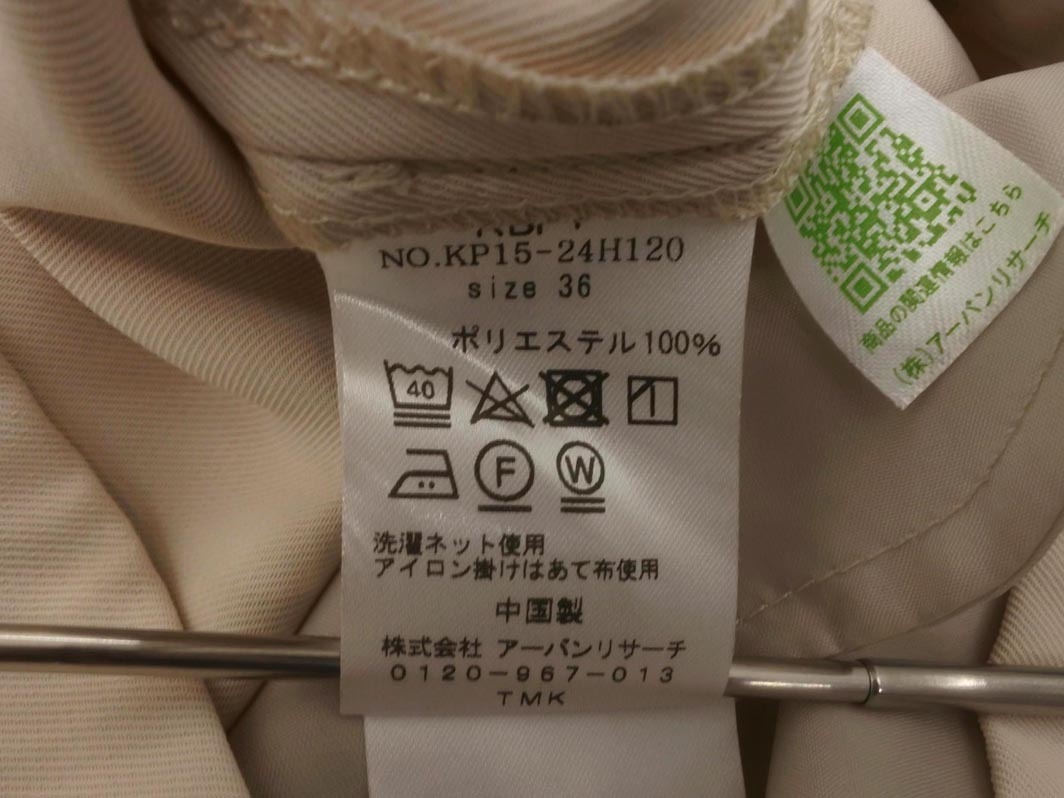 NO.KP15-24H120
size 36
ポリエステル100%
40
F W
洗濯ネット使用
アイロン掛けはあて布使用
中国製
株式会社 アーバンリサーチ
0120-967-013
TMK
商品の関連情報はこちら
(株)アーバンリサーチ